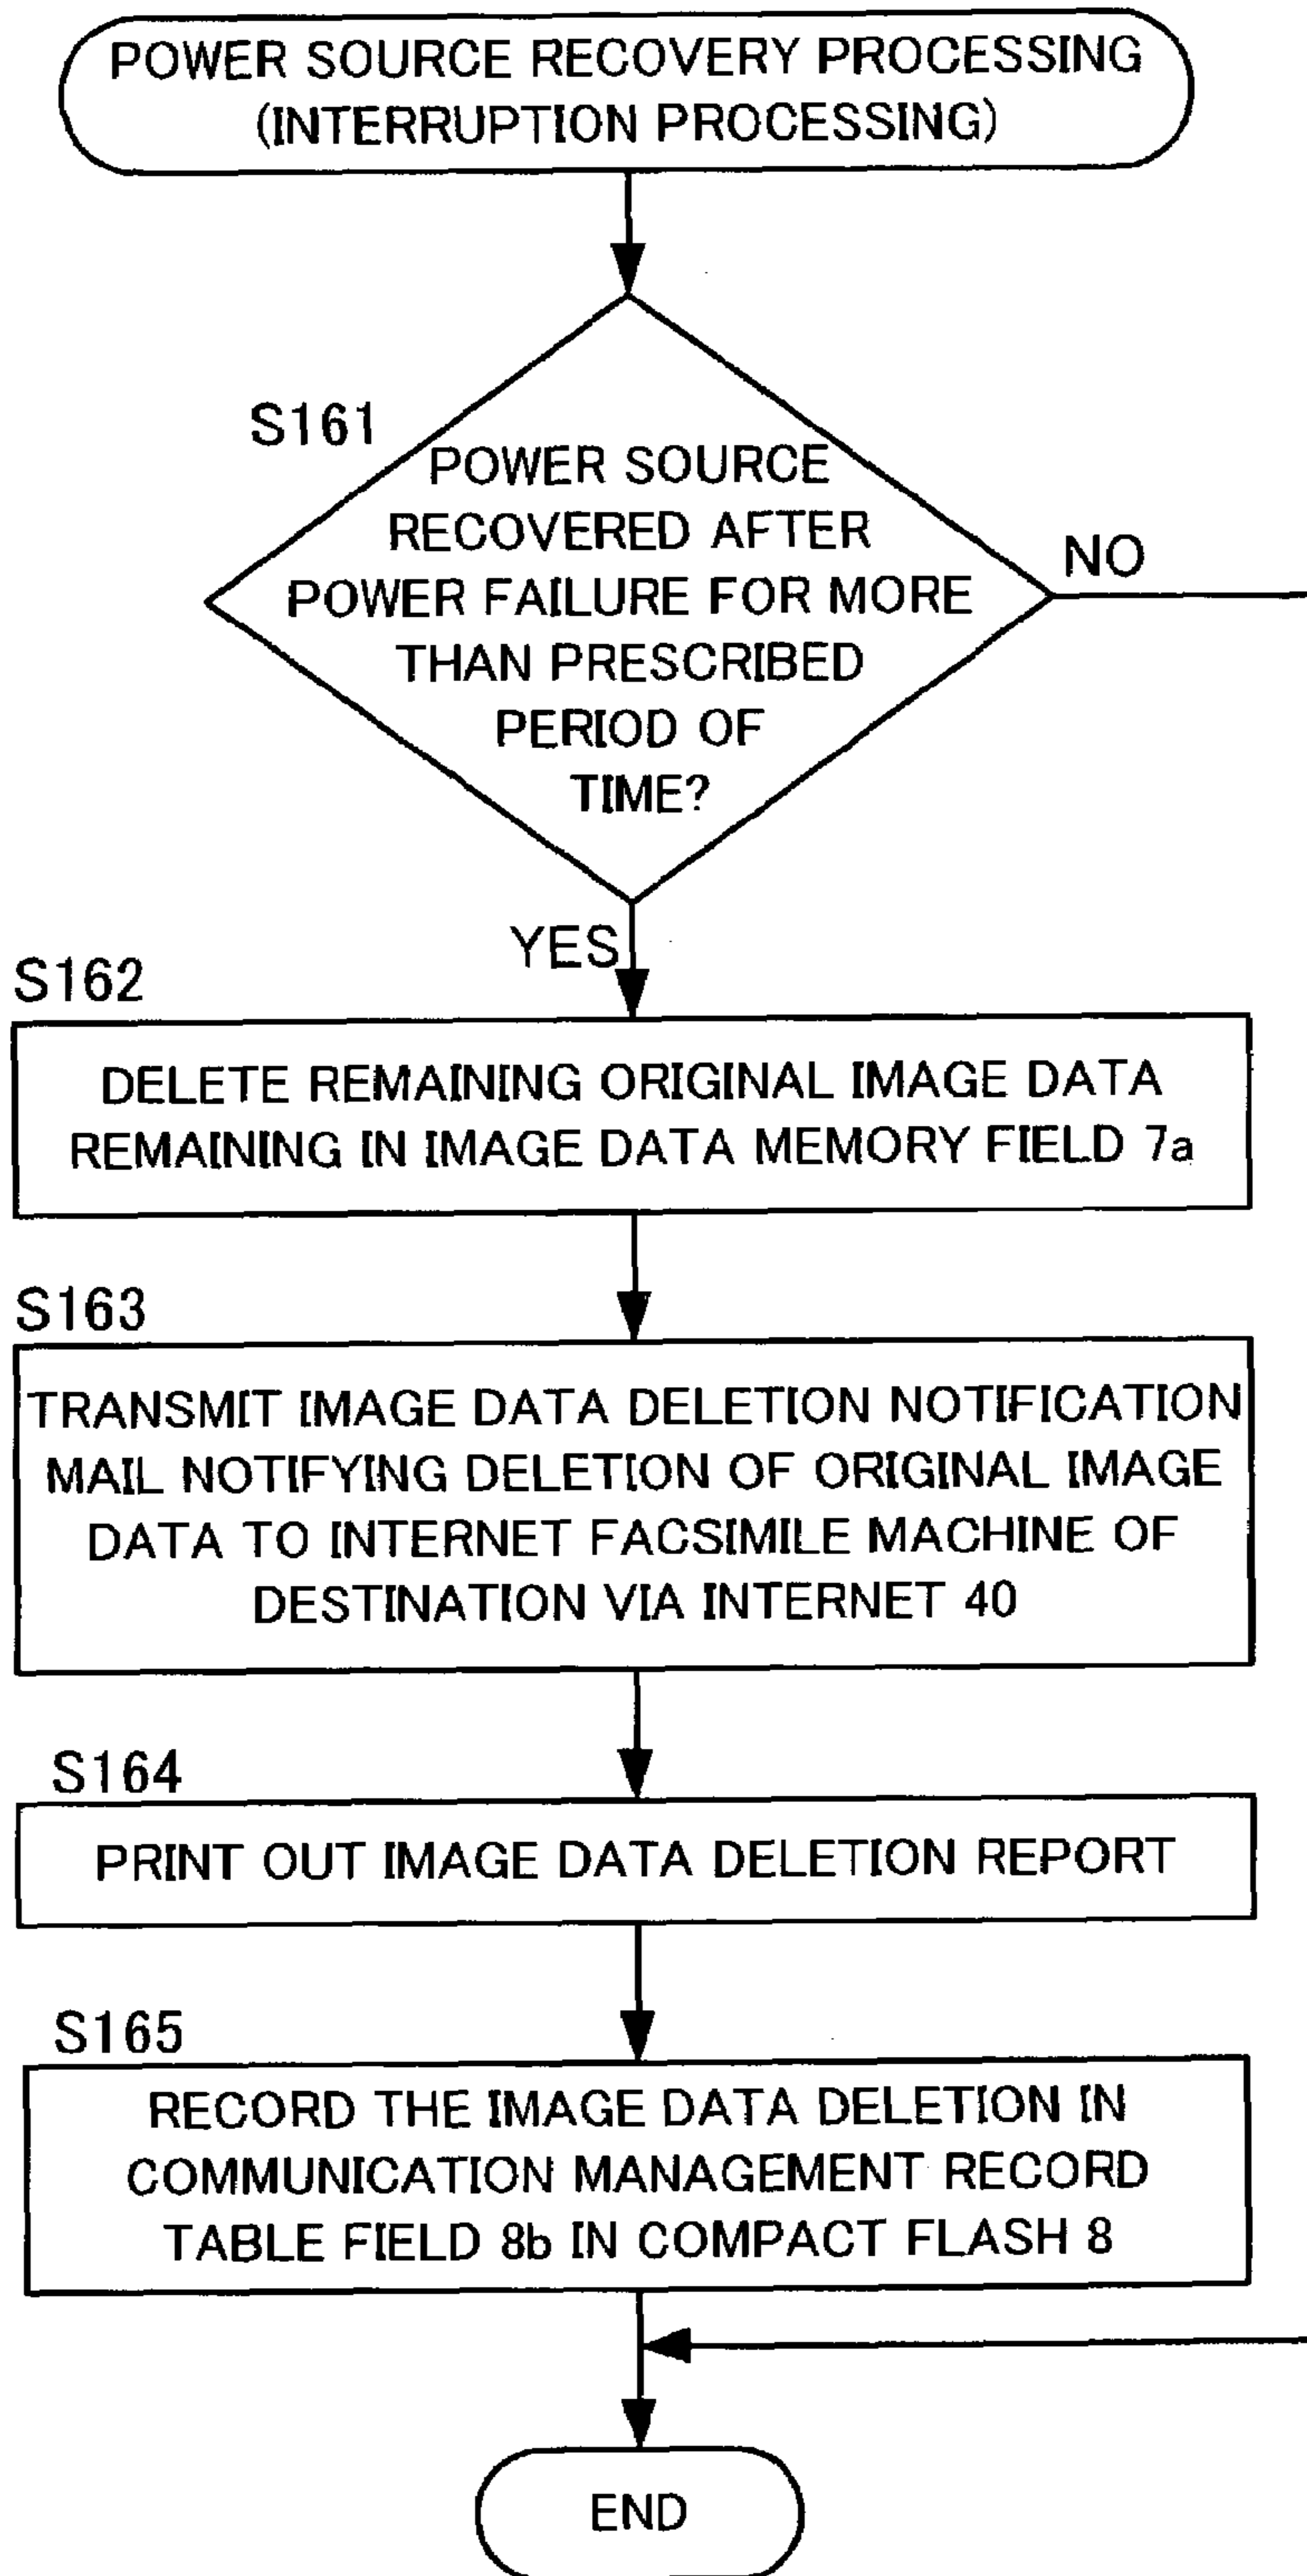 POWER SOURCE RECOVERY PROCESSING
(INTERRUPTION PROCESSING)
S161
POWER SOURCE
RECOVERED AFTER
POWER FAILURE FOR MORE
THAN PRESCRIBED
PERIOD OF
TIME?
NO
YES
S162
DELETE REMAINING ORIGINAL IMAGE DATA
REMAINING IN IMAGE DATA MEMORY FIELD 7a
S163
TRANSMIT IMAGE DATA DELETION NOTIFICATION
MAIL NOTIFYING DELETION OF ORIGINAL IMAGE
DATA TO INTERNET FACSIMILE MACHINE OF
DESTINATION VIA INTERNET 40
S164
PRINT OUT IMAGE DATA DELETION REPORT
S165
RECORD THE IMAGE DATA DELETION IN
COMMUNICATION MANAGEMENT RECORD
TABLE FIELD 8b IN COMPACT FLASH 8
END